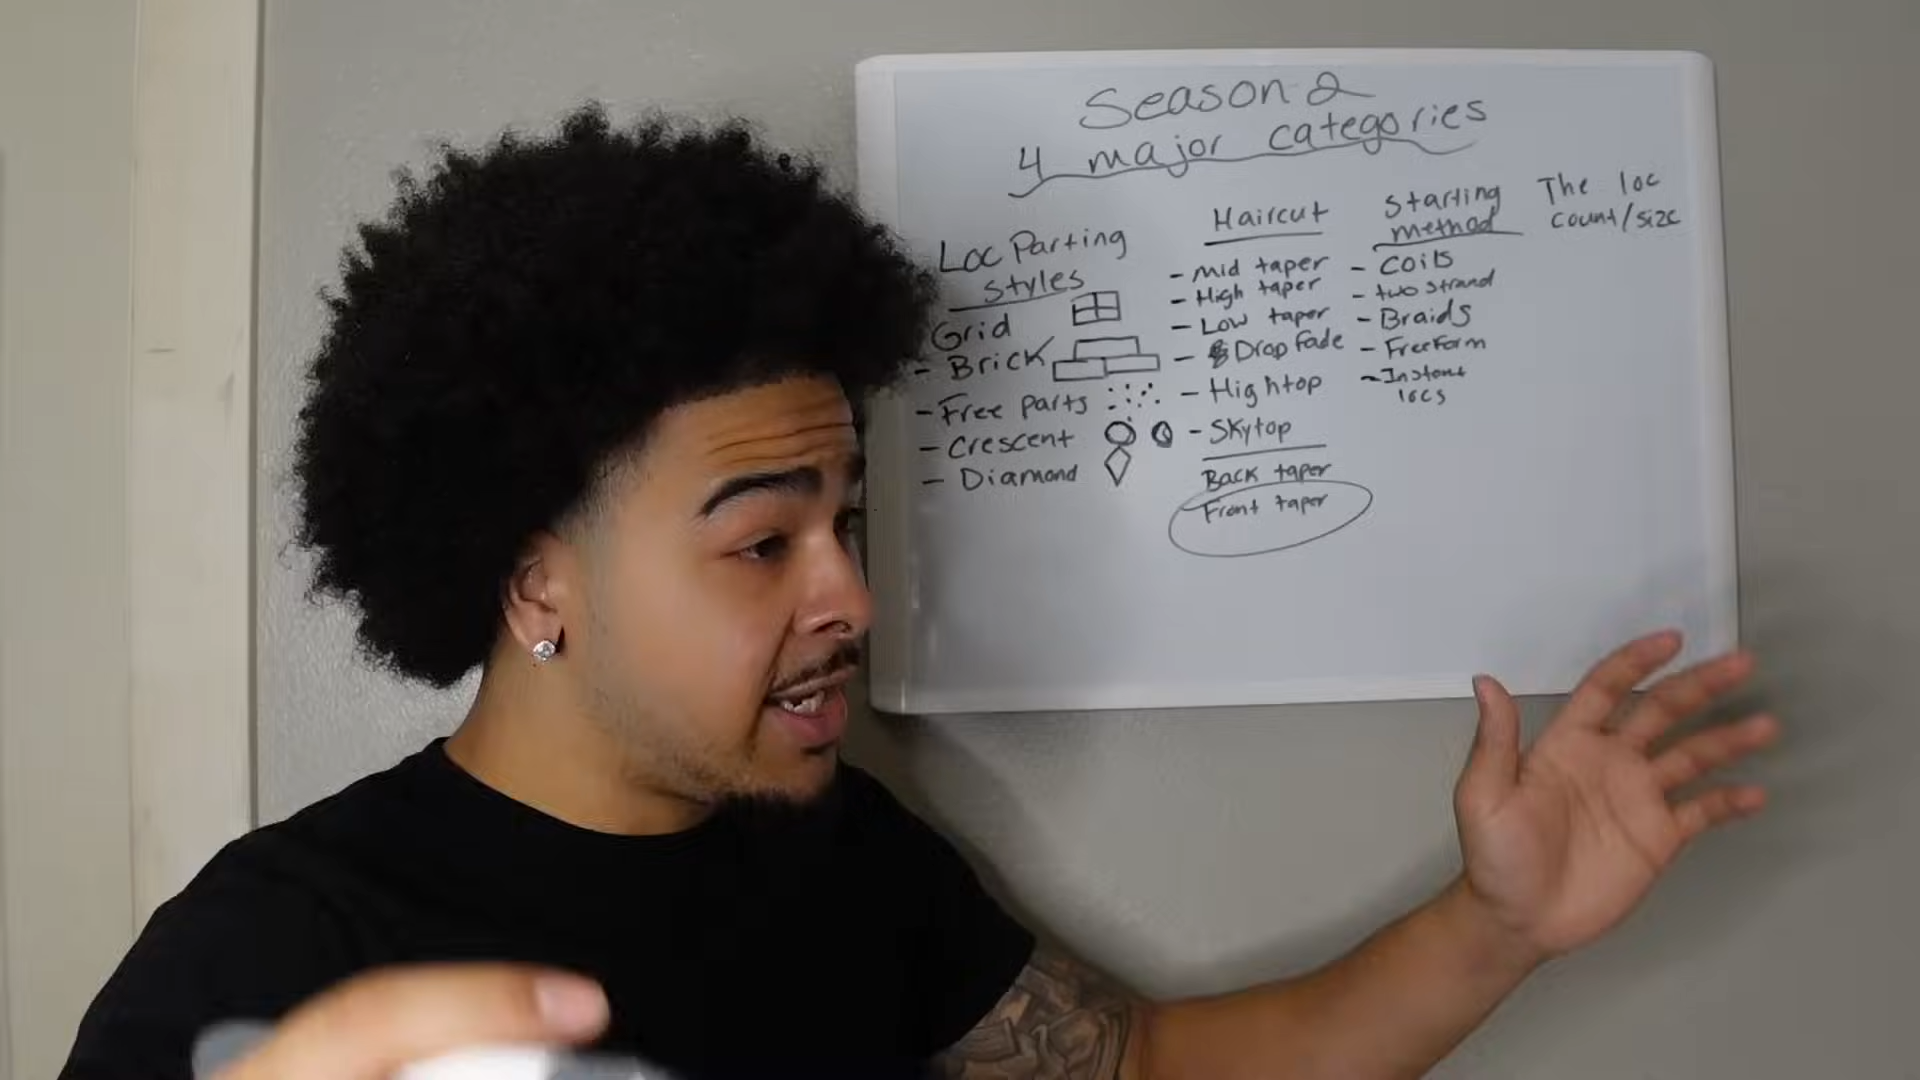 Season 2
4 major categories
Loc Parting
styles
Grid
- Brick
- Free parts
- Crescent
- Diamond
Haircut
- mid taper
- High taper
- Low taper
- Drop fade
- Hightop
- Skytop
Back taper
Front taper
Starting
method
- coils
- two strand
- Braids
- Freeform
- Instant
locs
The loc
count/size